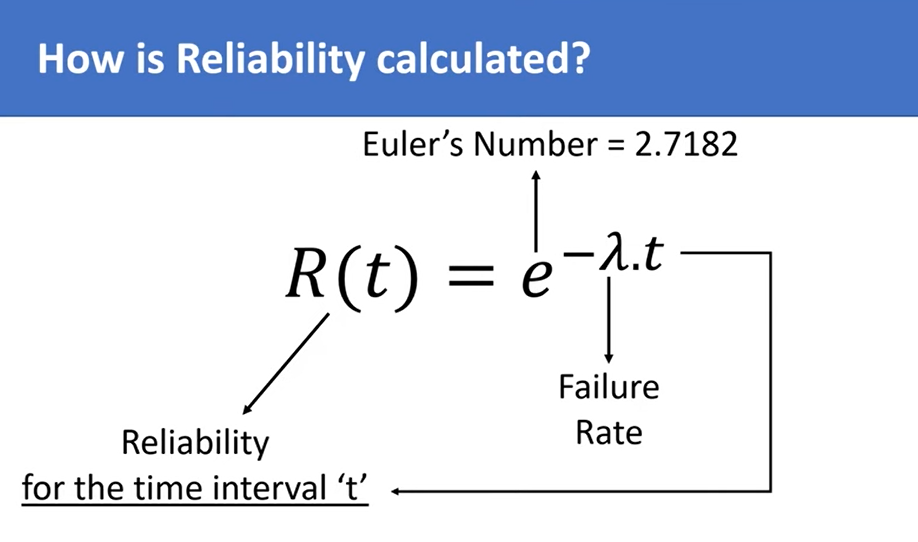 How is Reliability calculated?
Euler’s Number = 2.7182
R(t) = e^−λ.t
Failure
Rate
Reliability
for the time interval ‘t’